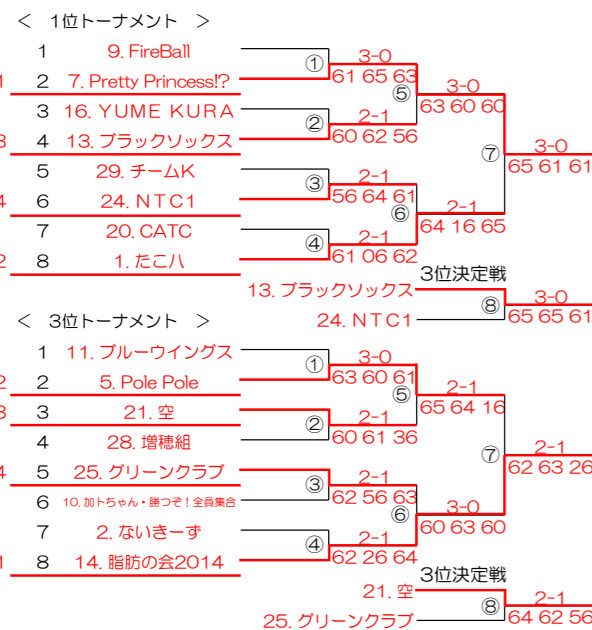 ＜ 1位トーナメント ＞
1 9. FireBall
① 3-0
61 65 63
1 2 7. Pretty Princess!?
⑤ 3-0
63 60 60
3 16. YUME KURA
② 2-1
60 62 56
3 4 13. ブラックソックス
⑦ 3-0
65 61 61
5 29. チームK
③ 2-1
56 64 61
4 6 24. NTC1
⑥ 2-1
64 16 65
7 20. CATC
④ 2-1
61 06 62
2 8 1. たこ八
3位決定戦
13. ブラックソックス
⑧ 3-0
65 65 61
24. NTC1
＜ 3位トーナメント ＞
1 11. ブルーウイングス
① 3-0
63 60 61
2 2 5. Pole Pole
⑤ 2-1
65 64 16
3 3 21. 空
② 2-1
60 61 36
4 28. 増穂組
⑦ 2-1
62 63 26
4 5 25. グリーンクラブ
③ 2-1
62 56 63
6 10. 加トちゃん・勝つぞ！全員集合
⑥ 3-0
60 63 60
7 2. ないきーず
④ 2-1
62 26 64
1 8 14. 脂肪の会2014
3位決定戦
21. 空
⑧ 2-1
64 62 56
25. グリーンクラブ